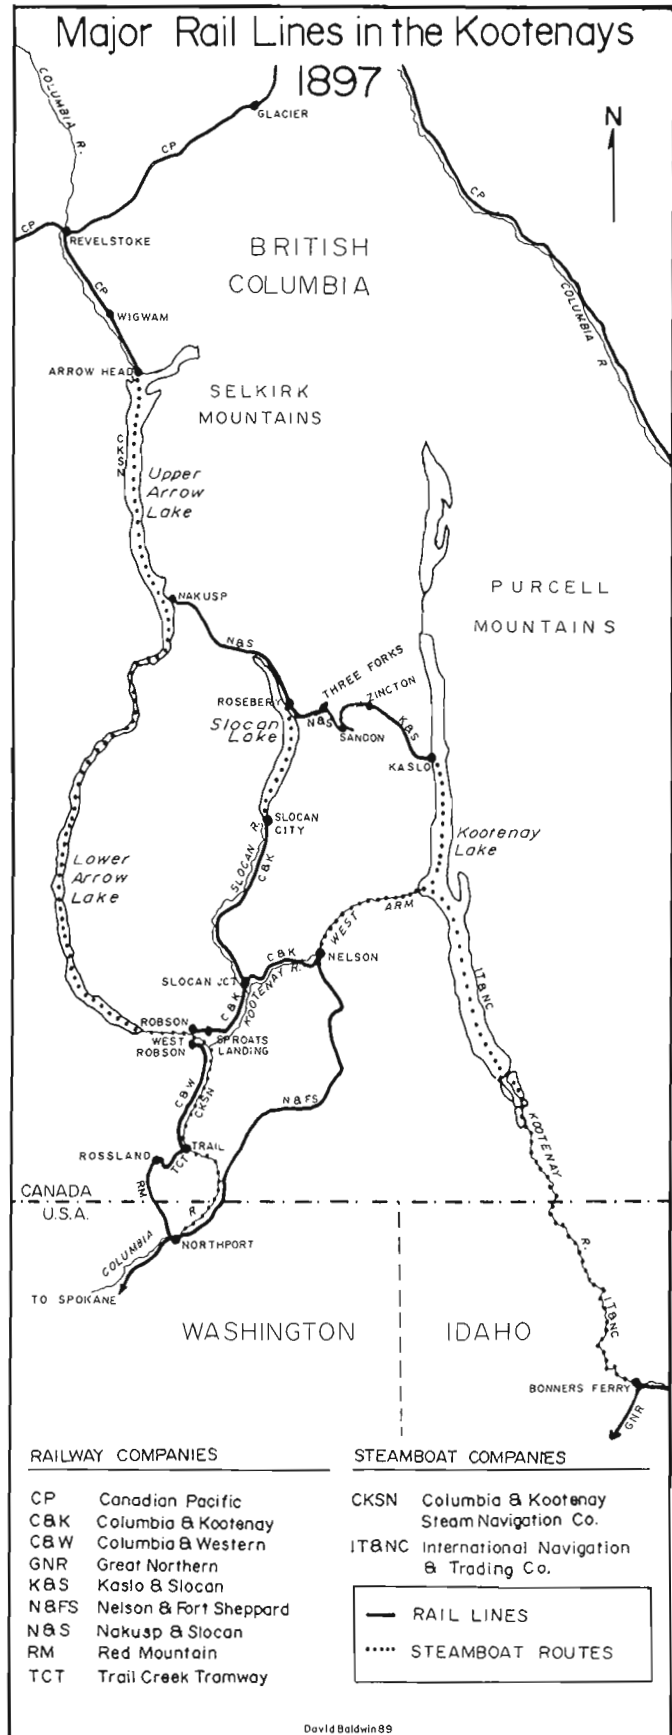 Major Rail Lines in the Kootenays
1897
N
COLUMBIA R.
GLACIER
CP
CP
CP
REVELSTOKE
BRITISH
COLUMBIA
COLUMBIA R
CP
WIGWAM
ARROW HEAD
SELKIRK
MOUNTAINS
CKSN
Upper
Arrow
Lake
PURCELL
MOUNTAINS
NAKUSP
N&S
THREE FORKS
ROSEBERY
ZINCTON
Slocan
Lake
N&S
SANDON
K&S
KASLO
SLOCAN
CITY
Kootenay
Lake
SLOCAN R.
C&K
Lower
Arrow
Lake
WEST ARM
C&K
NELSON
SLOCAN JCT
KOOTENAY R.
IT&NC
C&K
ROBSON
WEST
ROBSON
SPROATS
LANDING
C&W
CKSN
N&FS
KOOTENAY R.
ROSSLAND
TRAIL
TCT
RM
CANADA
U.S.A.
COLUMBIA R.
NORTHPORT
TO SPOKANE
WASHINGTON
IDAHO
IT&NC
BONNERS FERRY
GNR
RAILWAY COMPANIES
CP Canadian Pacific
C&K Columbia & Kootenay
C&W Columbia & Western
GNR Great Northern
K&S Kaslo & Slocan
N&FS Nelson & Fort Sheppard
N&S Nakusp & Slocan
RM Red Mountain
TCT Trail Creek Tramway
STEAMBOAT COMPANIES
CKSN Columbia & Kootenay
Steam Navigation Co.
IT&NC International Navigation
& Trading Co.
RAIL LINES
STEAMBOAT ROUTES
David Baldwin 89